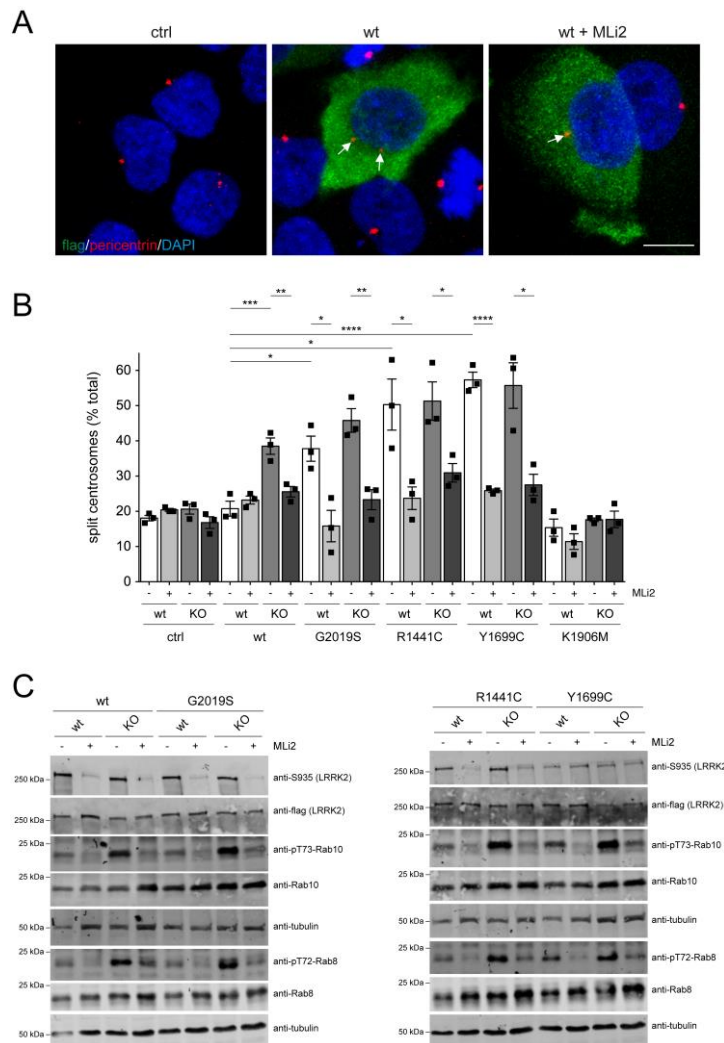 A
ctrl
wt
wt + MLi2
flag/pericentrin/DAPI
B
*** ** ** * *
* * * ****
****
*
*
split centrosomes (% total)
60
50
40
30
20
10
0
- + - + - + - + - + - + - + - + - + - + - + - + MLi2
wt KO wt KO wt KO wt KO wt KO wt KO
ctrl wt G2019S R1441C Y1699C K1906M
C
wt G2019S
wt KO wt KO
- + - + - + - + MLi2
250 kDa anti-S935 (LRRK2)
250 kDa anti-flag (LRRK2)
25 kDa anti-pT73-Rab10
25 kDa anti-Rab10
50 kDa anti-tubulin
25 kDa anti-pT72-Rab8
25 kDa anti-Rab8
50 kDa anti-tubulin
R1441C Y1699C
wt KO wt KO
- + - + - + - + MLi2
250 kDa anti-S935 (LRRK2
250 kDa anti-flag (LRRK2)
25 kDa anti-pT73-Rab10
25 kDa anti-Rab10
50 kDa anti-tubulin
25 kDa anti-pT72-Rab8
25 kDa anti-Rab8
50 kDa anti-tubulin